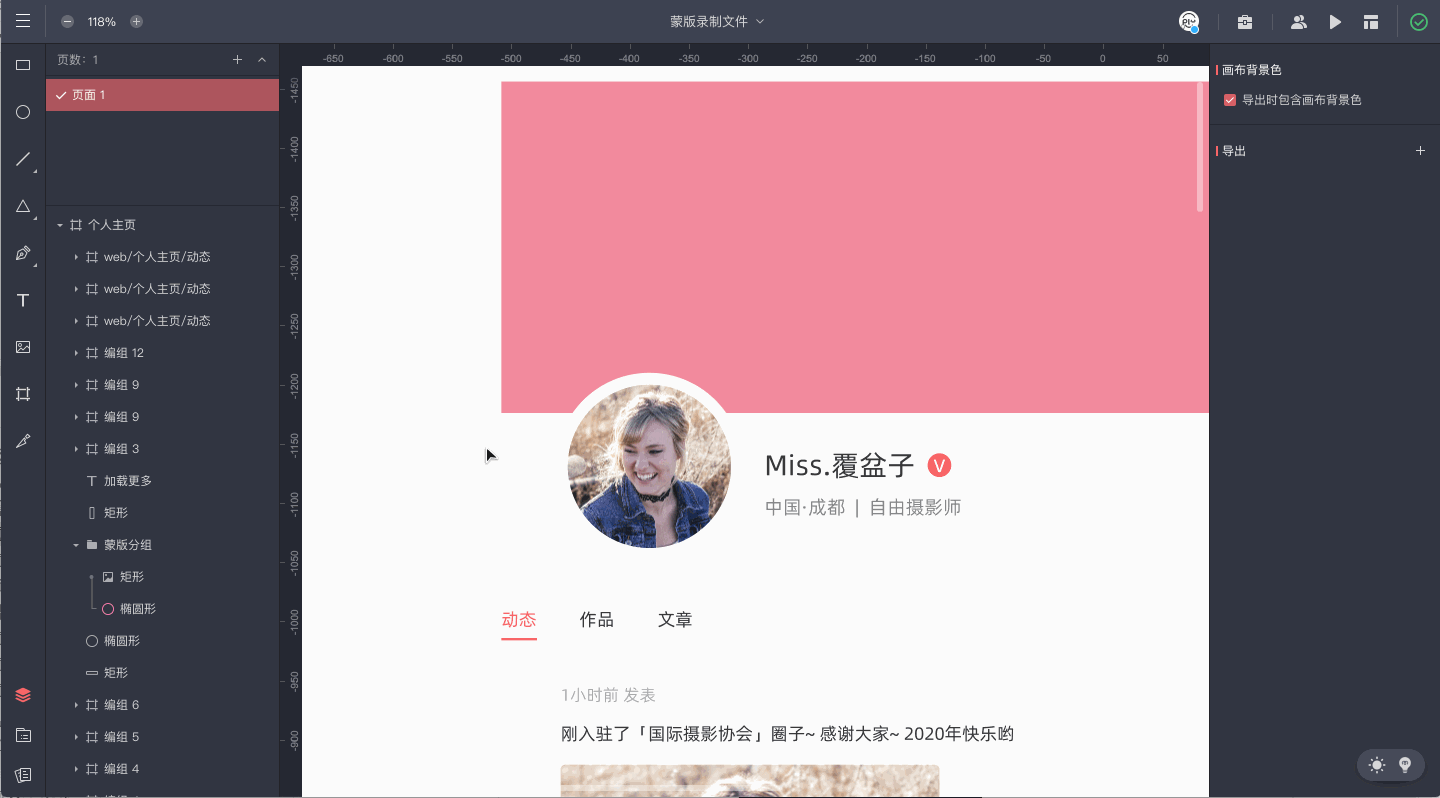 118%
蒙版录制文件
页数：1
页面 1
个人主页
web/个人主页/动态
web/个人主页/动态
web/个人主页/动态
编组 12
编组 9
编组 9
编组 3
加载更多
矩形
蒙版分组
矩形
椭圆形
椭圆形
矩形
编组 6
编组 5
编组 4
-650 -600 -550 -500 -450 -400 -350 -300 -250 -200 -150 -100 -50 0 50
-1450
-1400
-1350
-1300
-1250
-1200
-1150
-1100
-1050
-1000
-950
-900
Miss.覆盆子 V
中国·成都 | 自由摄影师
动态 作品 文章
1小时前 发表
刚入驻了「国际摄影协会」圈子~ 感谢大家~ 2020年快乐哟
画布背景色
导出时包含画布背景色
导出